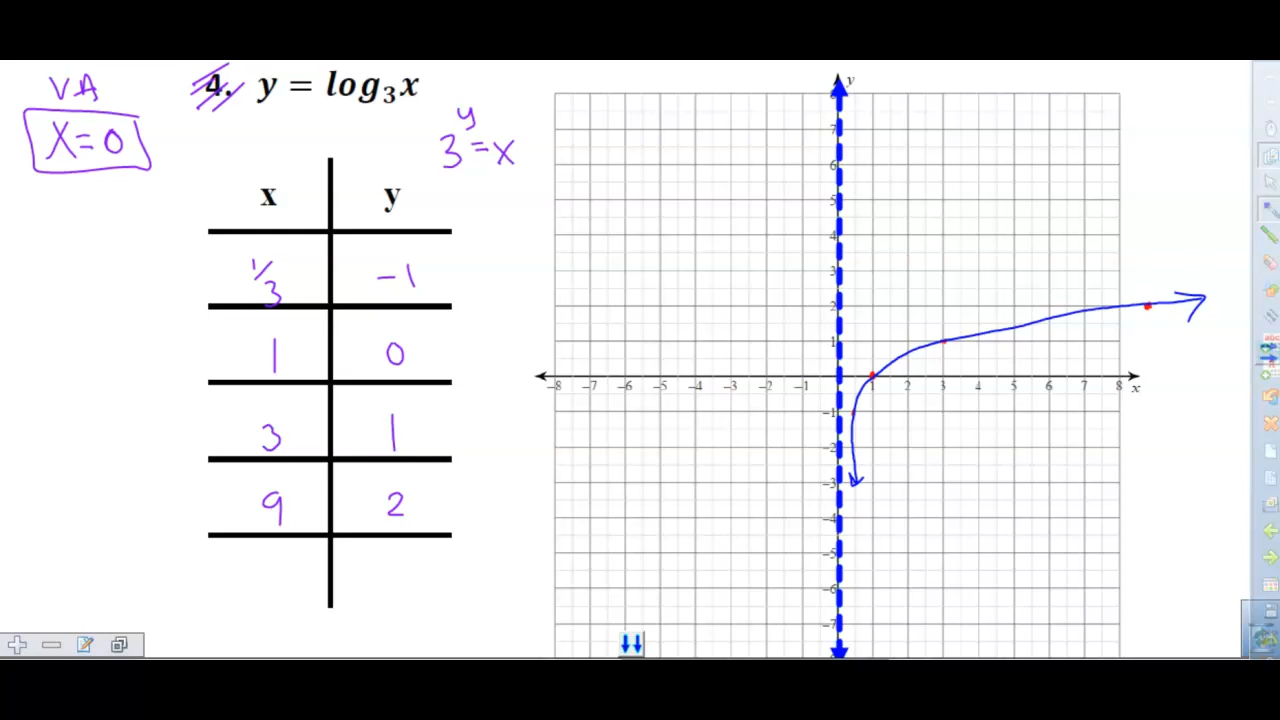 VA
X=0
4. y = log₃x
3^y=x
x y
1/3 -1
1 0
3 1
9 2
y
8
7
6
5
4
3
2
1
-8 -7 -6 -5 -4 -3 -2 -1 1 2 3 4 5 6 7 8 x
-1
-2
-3
-4
-5
-6
-7